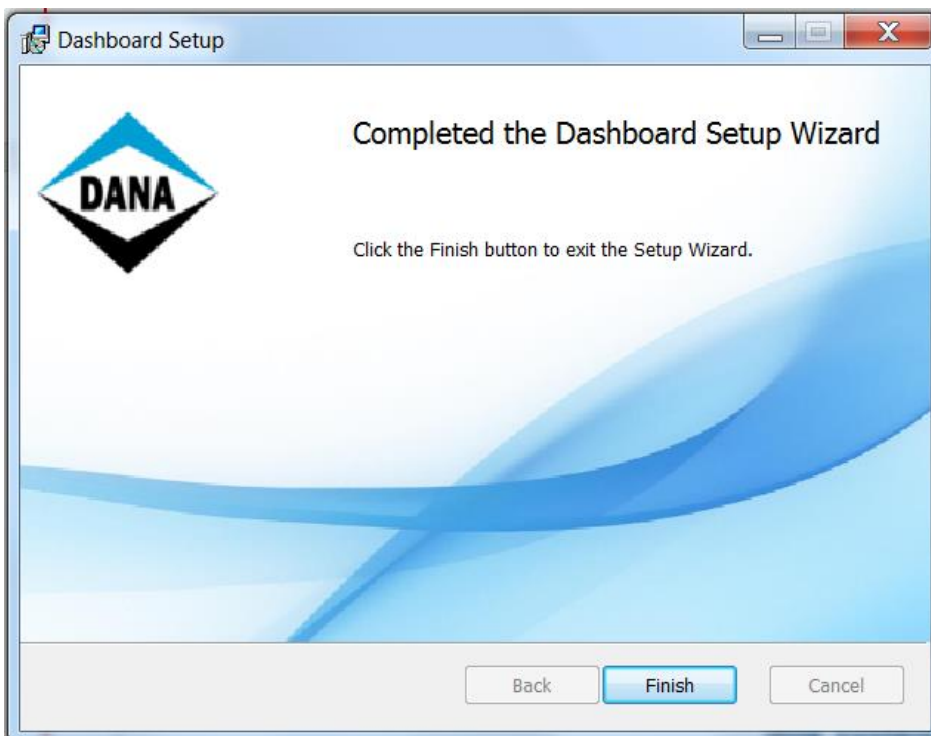 Dashboard Setup
Completed the Dashboard Setup Wizard
DANA
Click the Finish button to exit the Setup Wizard.
Back
Finish
Cancel